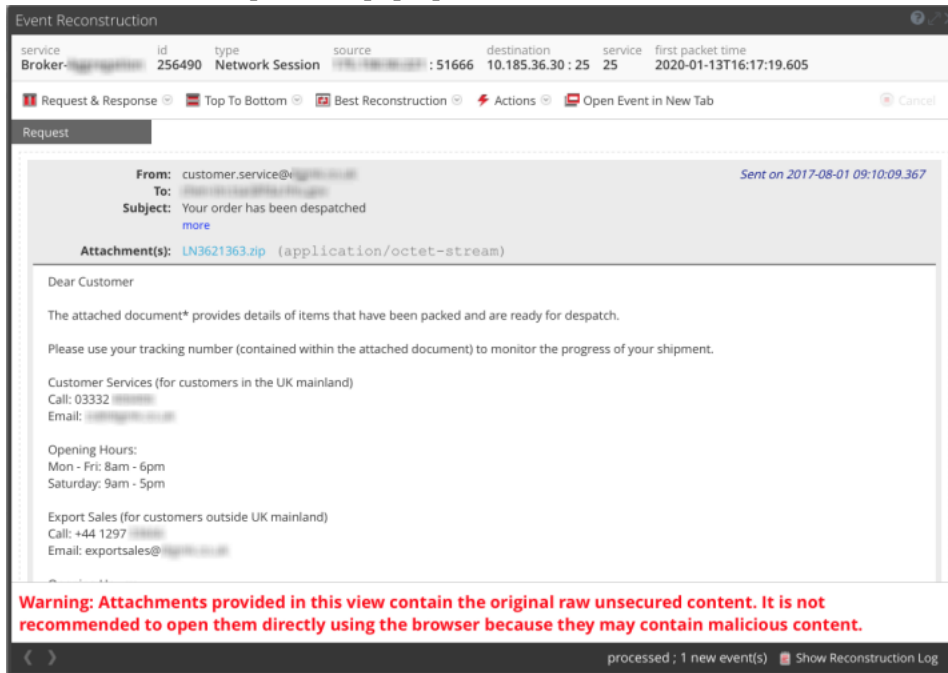 Event Reconstruction
service id type source destination service first packet time
Broker- 256490 Network Session : 51666 10.185.36.30 : 25 25 2020-01-13T16:17:19.605
Request & Response Top To Bottom Best Reconstruction Actions Open Event in New Tab Cancel
Request
From: customer.service@ Sent on 2017-08-01 09:10:09.367
To:
Subject: Your order has been despatched
more
Attachment(s): LN3621363.zip (application/octet-stream)
Dear Customer
The attached document* provides details of items that have been packed and are ready for despatch.
Please use your tracking number (contained within the attached document) to monitor the progress of your shipment.
Customer Services (for customers in the UK mainland)
Call: 03332
Email:
Opening Hours:
Mon - Fri: 8am - 6pm
Saturday: 9am - 5pm
Export Sales (for customers outside UK mainland)
Call: +44 1297
Email: exportsales@
Warning: Attachments provided in this view contain the original raw unsecured content. It is not
recommended to open them directly using the browser because they may contain malicious content.
processed ; 1 new event(s) Show Reconstruction Log